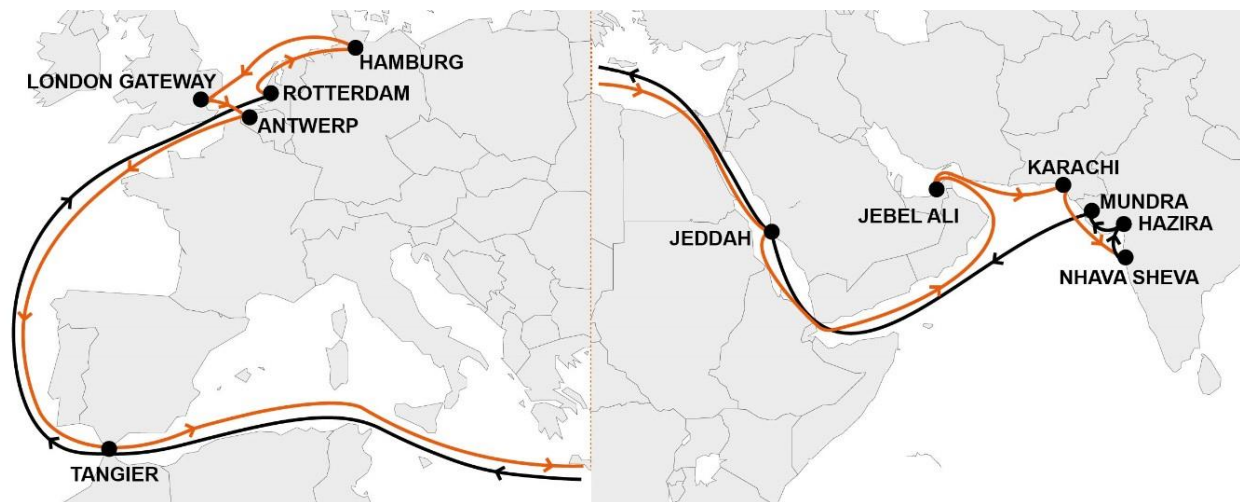 HAMBURG
LONDON GATEWAY
ROTTERDAM
ANTWERP
TANGIER
KARACHI
MUNDRA
JEBEL ALI
HAZIRA
JEDDAH
NHAVA SHEVA